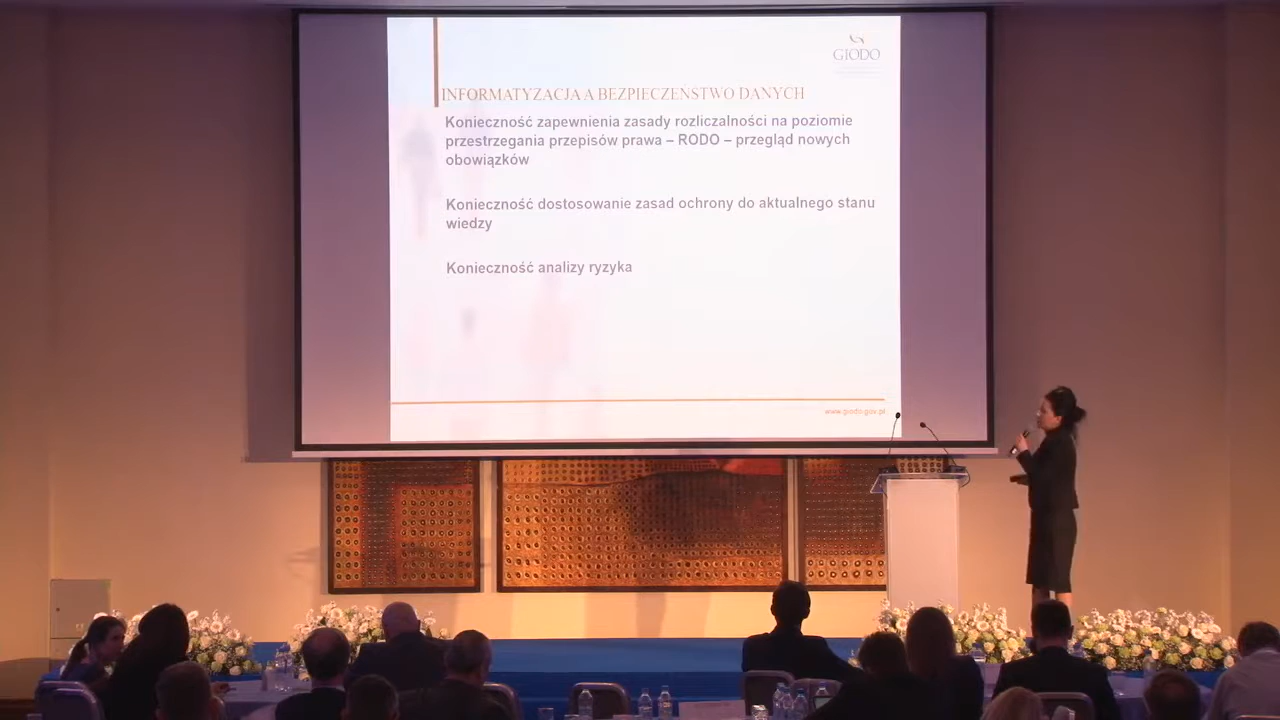 GIODO
INFORMATYZACJA A BEZPIECZENSTWO DANYCH
Konieczność zapewnienia zasady rozliczalności na poziomie
przestrzegania przepisów prawa – RODO – przegląd nowych
obowiązków
Konieczność dostosowanie zasad ochrony do aktualnego stanu
wiedzy
Konieczność analizy ryzyka
www.giodo.gov.pl